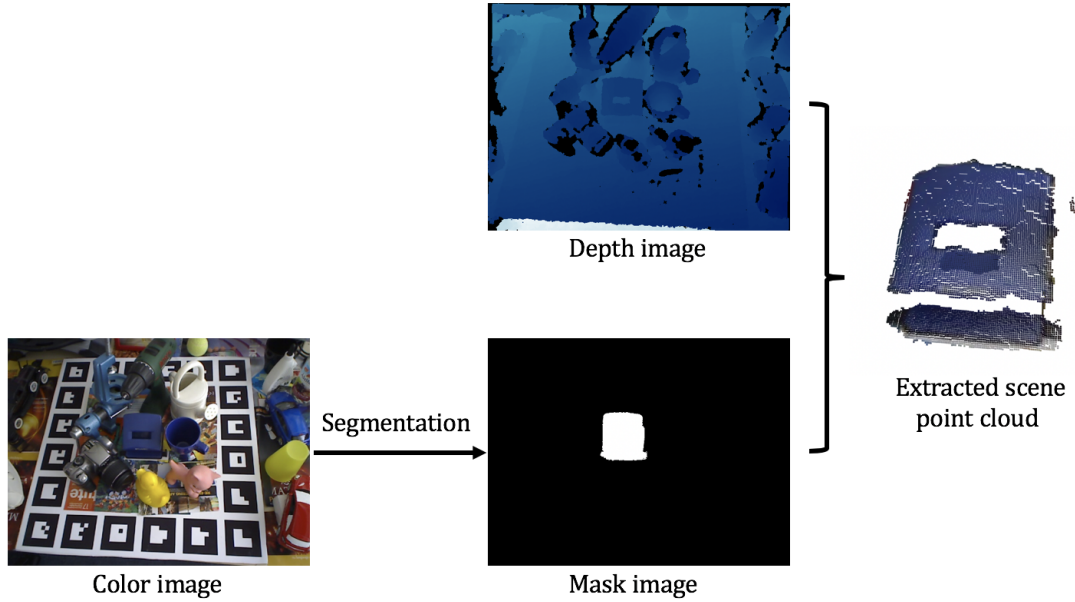 Depth image
Segmentation
Extracted scene
point cloud
Color image
Mask image